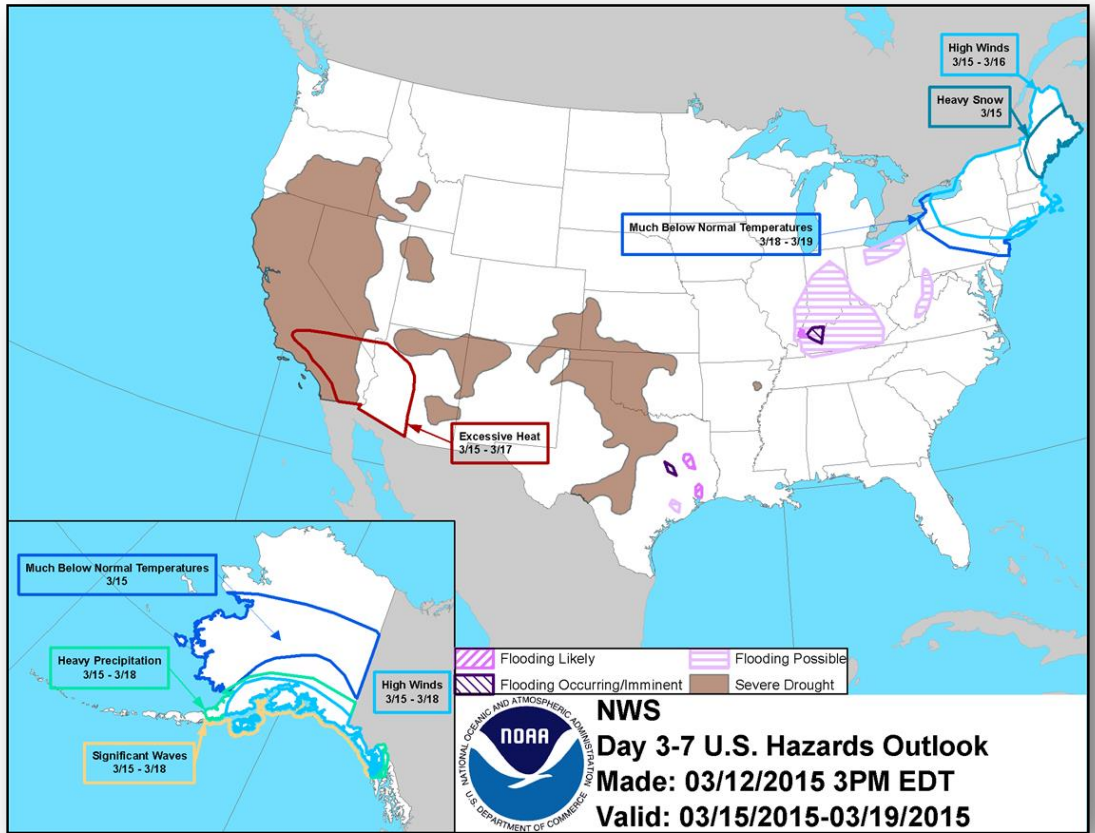 High Winds
3/15 - 3/16
Heavy Snow
3/15
Much Below Normal Temperatures
3/18 - 3/19
Excessive Heat
3/15 - 3/17
Much Below Normal Temperatures
3/15
Heavy Precipitation
3/15 - 3/18
High Winds
3/15 - 3/18
Significant Waves
3/15 - 3/18
Flooding Likely
Flooding Possible
Flooding Occurring/Imminent
Severe Drought
NATIONAL OCEANIC AND ATMOSPHERIC ADMINISTRATION
NOAA
U.S. DEPARTMENT OF COMMERCE
NWS
Day 3-7 U.S. Hazards Outlook
Made: 03/12/2015 3PM EDT
Valid: 03/15/2015-03/19/2015